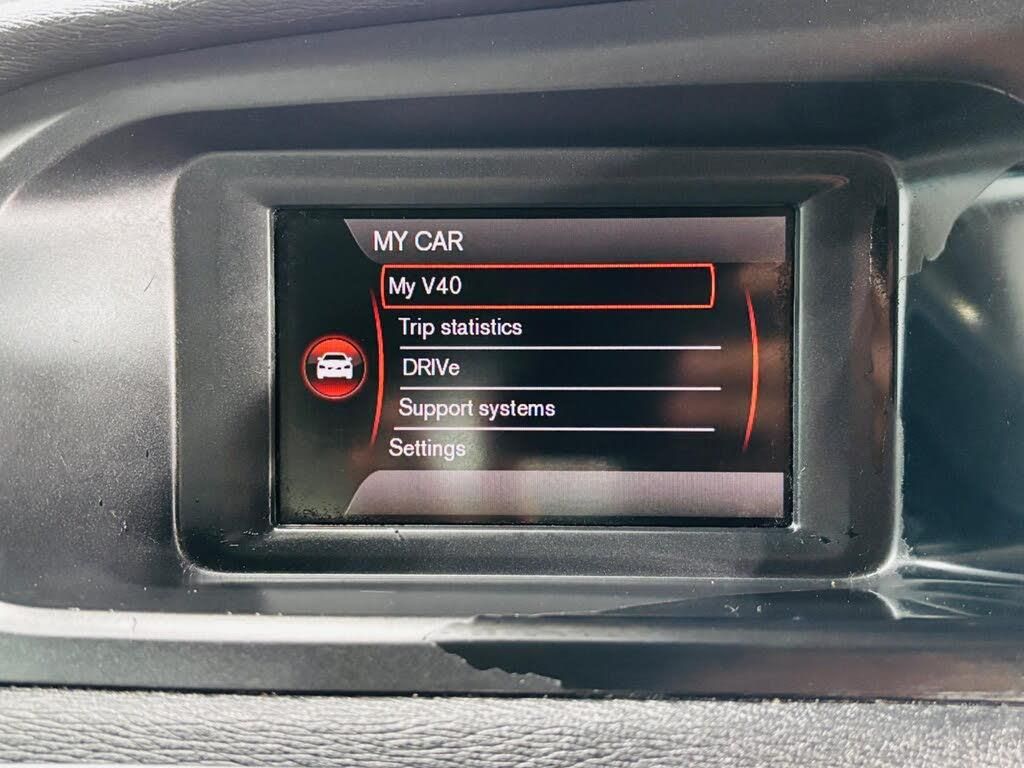 MY CAR
My V40
Trip statistics
DRIVe
Support systems
Settings